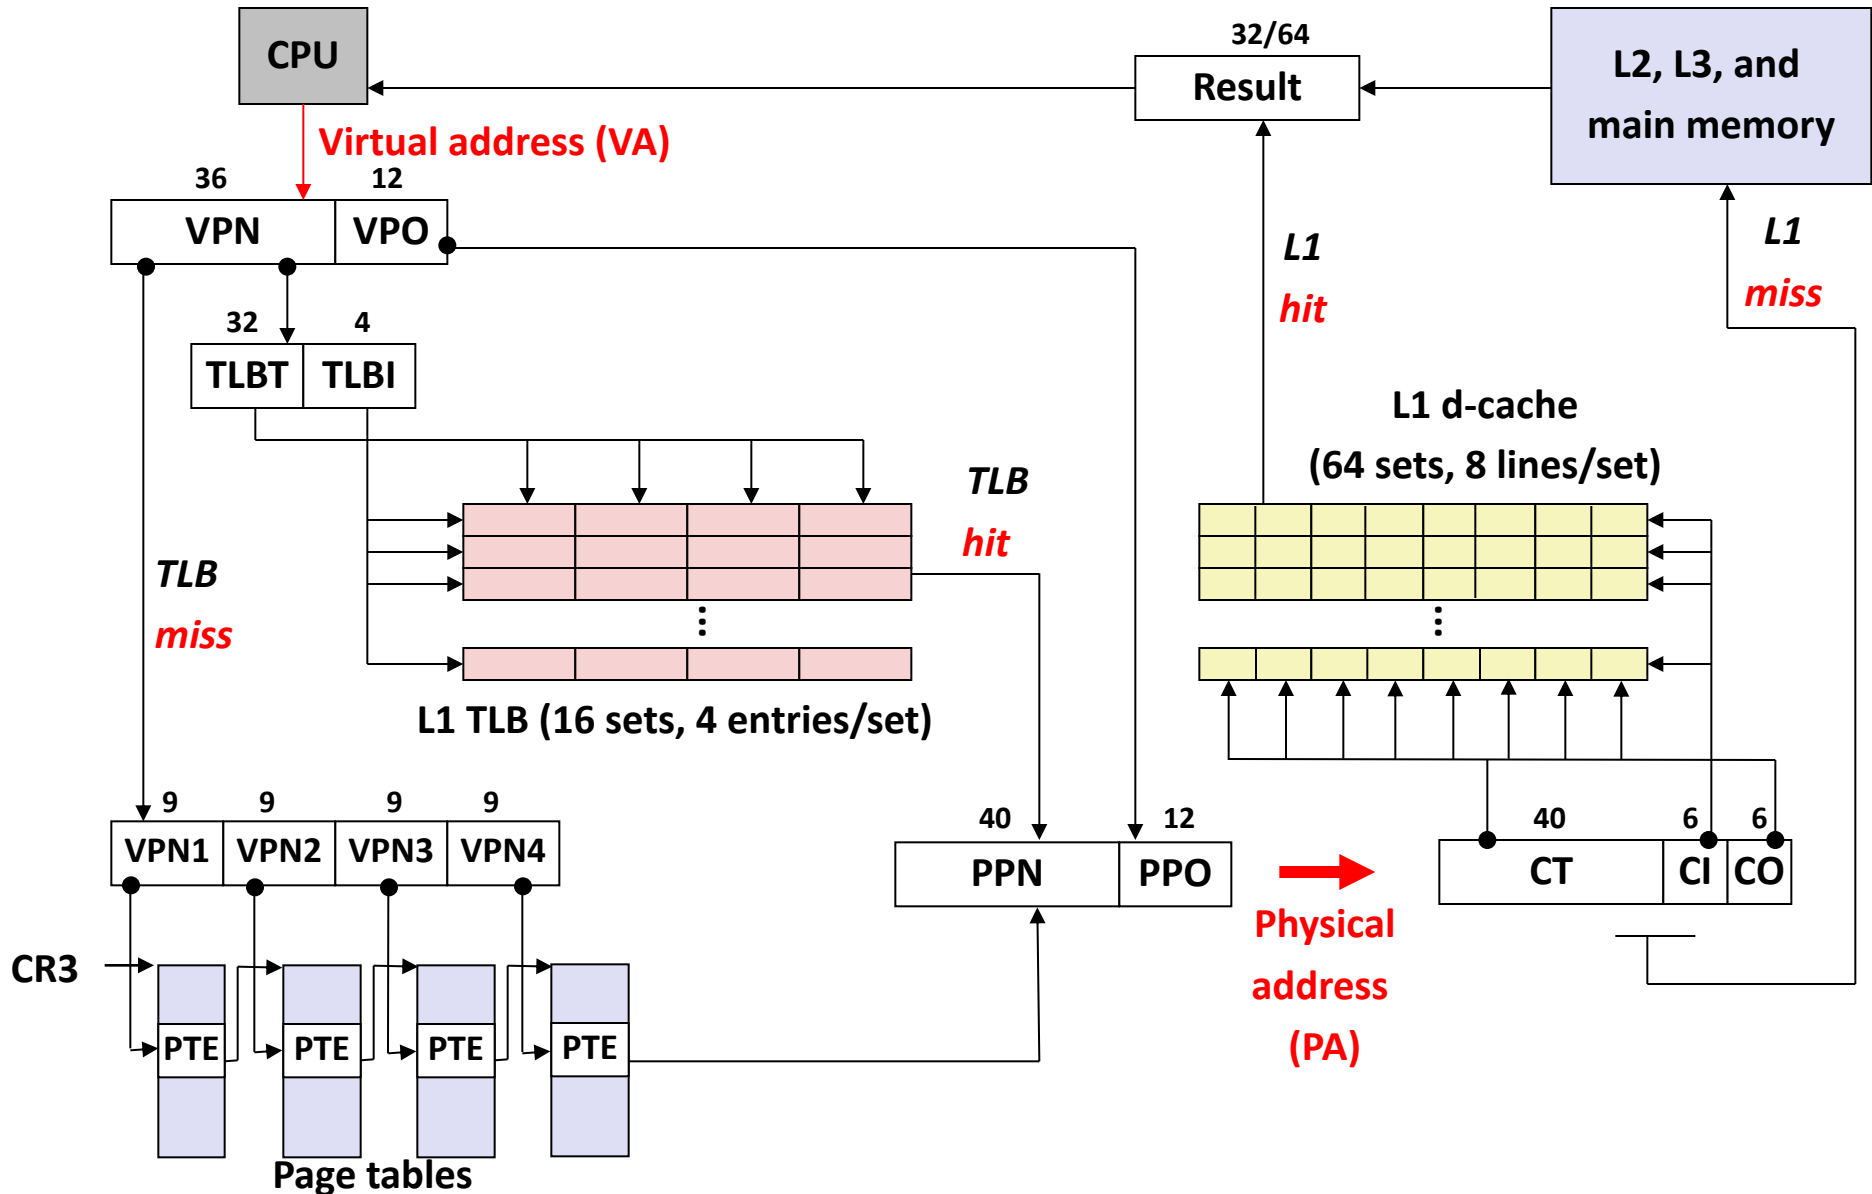 CPU
32/64
Result
L2, L3, and
main memory
Virtual address (VA)
36 12
VPN VPO
L1
hit
L1
miss
32 4
TLBT TLBI
L1 d-cache
(64 sets, 8 lines/set)
TLB
hit
TLB
miss
...
...
L1 TLB (16 sets, 4 entries/set)
9 9 9 9
VPN1 VPN2 VPN3 VPN4
40 12
PPN PPO
40 6 6
CT CI CO
Physical
address
(PA)
CR3
PTE PTE PTE PTE
Page tables